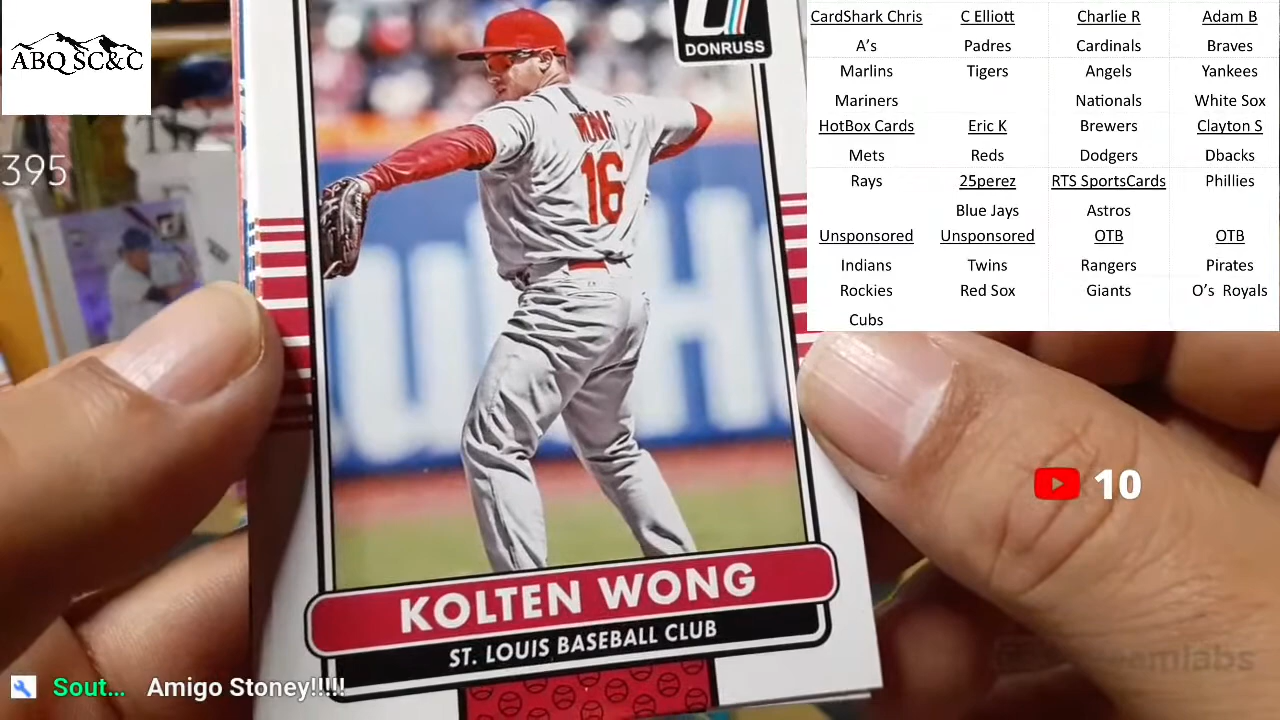 ABQ SC&C
395
DONRUSS
WONG
16
KOLTEN WONG
ST. LOUIS BASEBALL CLUB
CardShark Chris C Elliott Charlie R Adam B
A's Padres Cardinals Braves
Marlins Tigers Angels Yankees
Mariners Nationals White Sox
HotBox Cards Eric K Brewers Clayton S
Mets Reds Dodgers Dbacks
Rays 25perez RTS SportsCards Phillies
Blue Jays Astros
Unsponsored Unsponsored OTB OTB
Indians Twins Rangers Pirates
Rockies Red Sox Giants O's Royals
Cubs
10
Sout... Amigo Stoney!!!!!